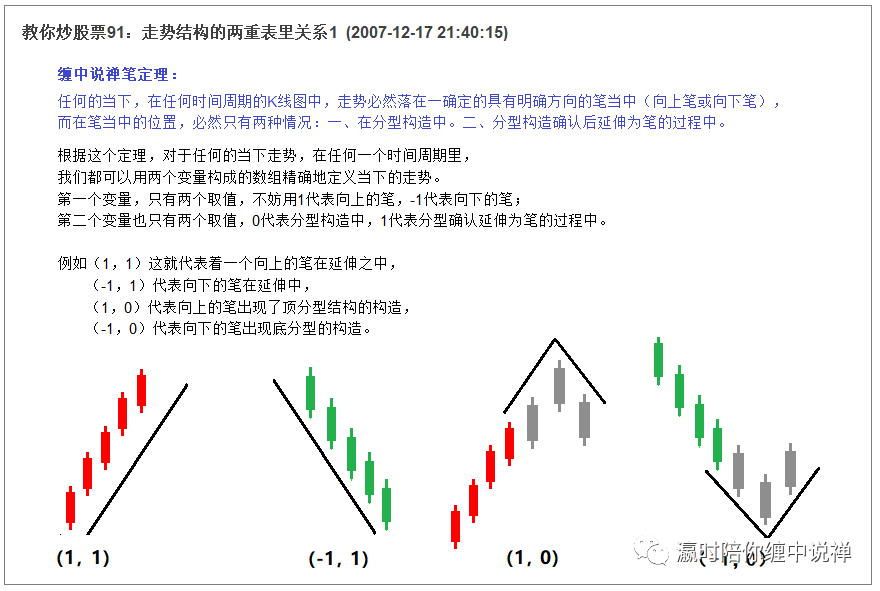 教你炒股票91：走势结构的两重表里关系1 (2007-12-17 21:40:15)
缠中说禅笔定理：
任何的当下，在任何时间周期的K线图中，走势必然落在一确定的具有明确方向的笔当中（向上笔或向下笔），
而在笔当中的位置，必然只有两种情况：一、在分型构造中。二、分型构造确认后延伸为笔的过程中。
根据这个定理，对于任何的当下走势，在任何一个时间周期里，
我们都可以用两个变量构成的数组精确地定义当下的走势。
第一个变量，只有两个取值，不妨用1代表向上的笔，-1代表向下的笔；
第二个变量也只有两个取值，0代表分型构造中，1代表分型确认延伸为笔的过程中。
例如（1，1）这就代表着一个向上的笔在延伸之中，
（-1，1）代表向下的笔在延伸中，
（1，0）代表向上的笔出现了顶分型结构的构造，
（-1，0）代表向下的笔出现底分型的构造。
(1, 1)
(-1, 1)
(1, 0)
(-1, 0)
瀛时陪你缠中说禅